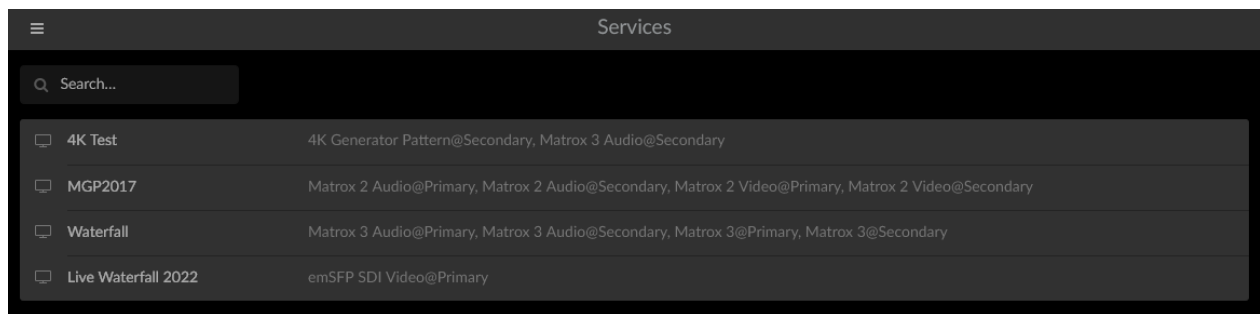 Services
Search...
4K Test 4K Generator Pattern@Secondary, Matrox 3 Audio@Secondary
MGP2017 Matrox 2 Audio@Primary, Matrox 2 Audio@Secondary, Matrox 2 Video@Primary, Matrox 2 Video@Secondary
Waterfall Matrox 3 Audio@Primary, Matrox 3 Audio@Secondary, Matrox 3@Primary, Matrox 3@Secondary
Live Waterfall 2022 emSFP SDI Video@Primary